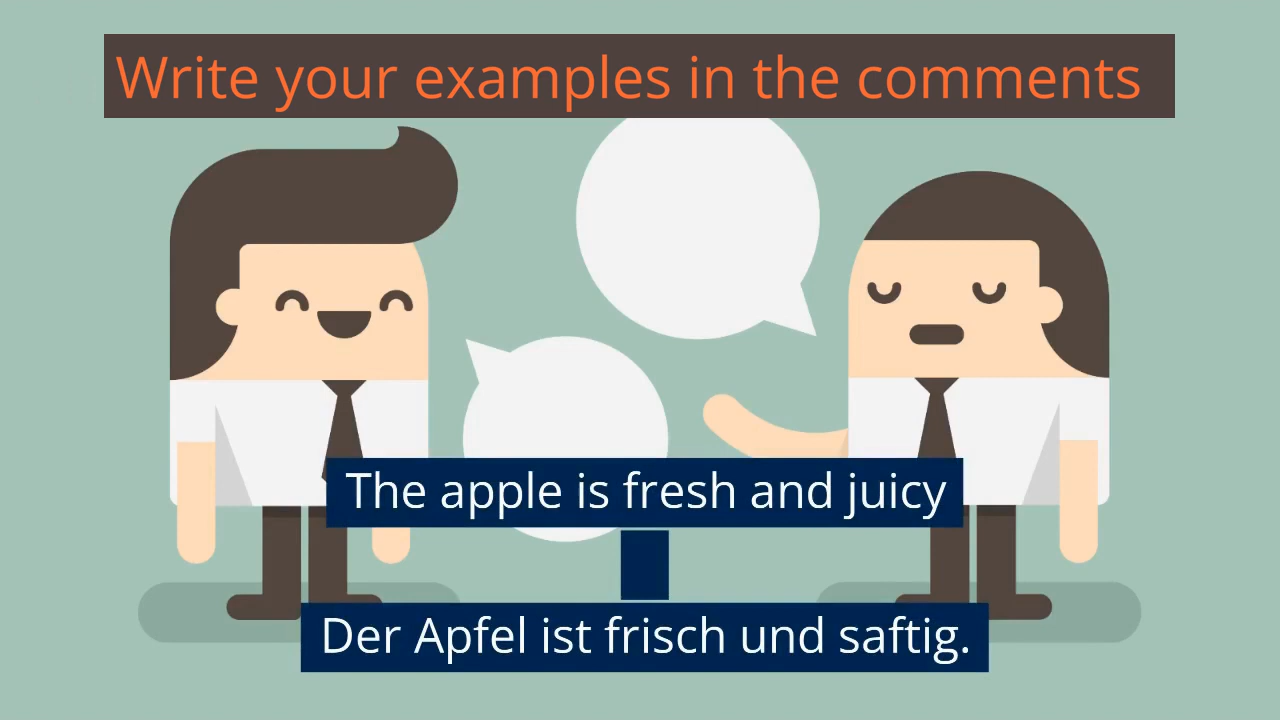 Write your examples in the comments
The apple is fresh and juicy
Der Apfel ist frisch und saftig.